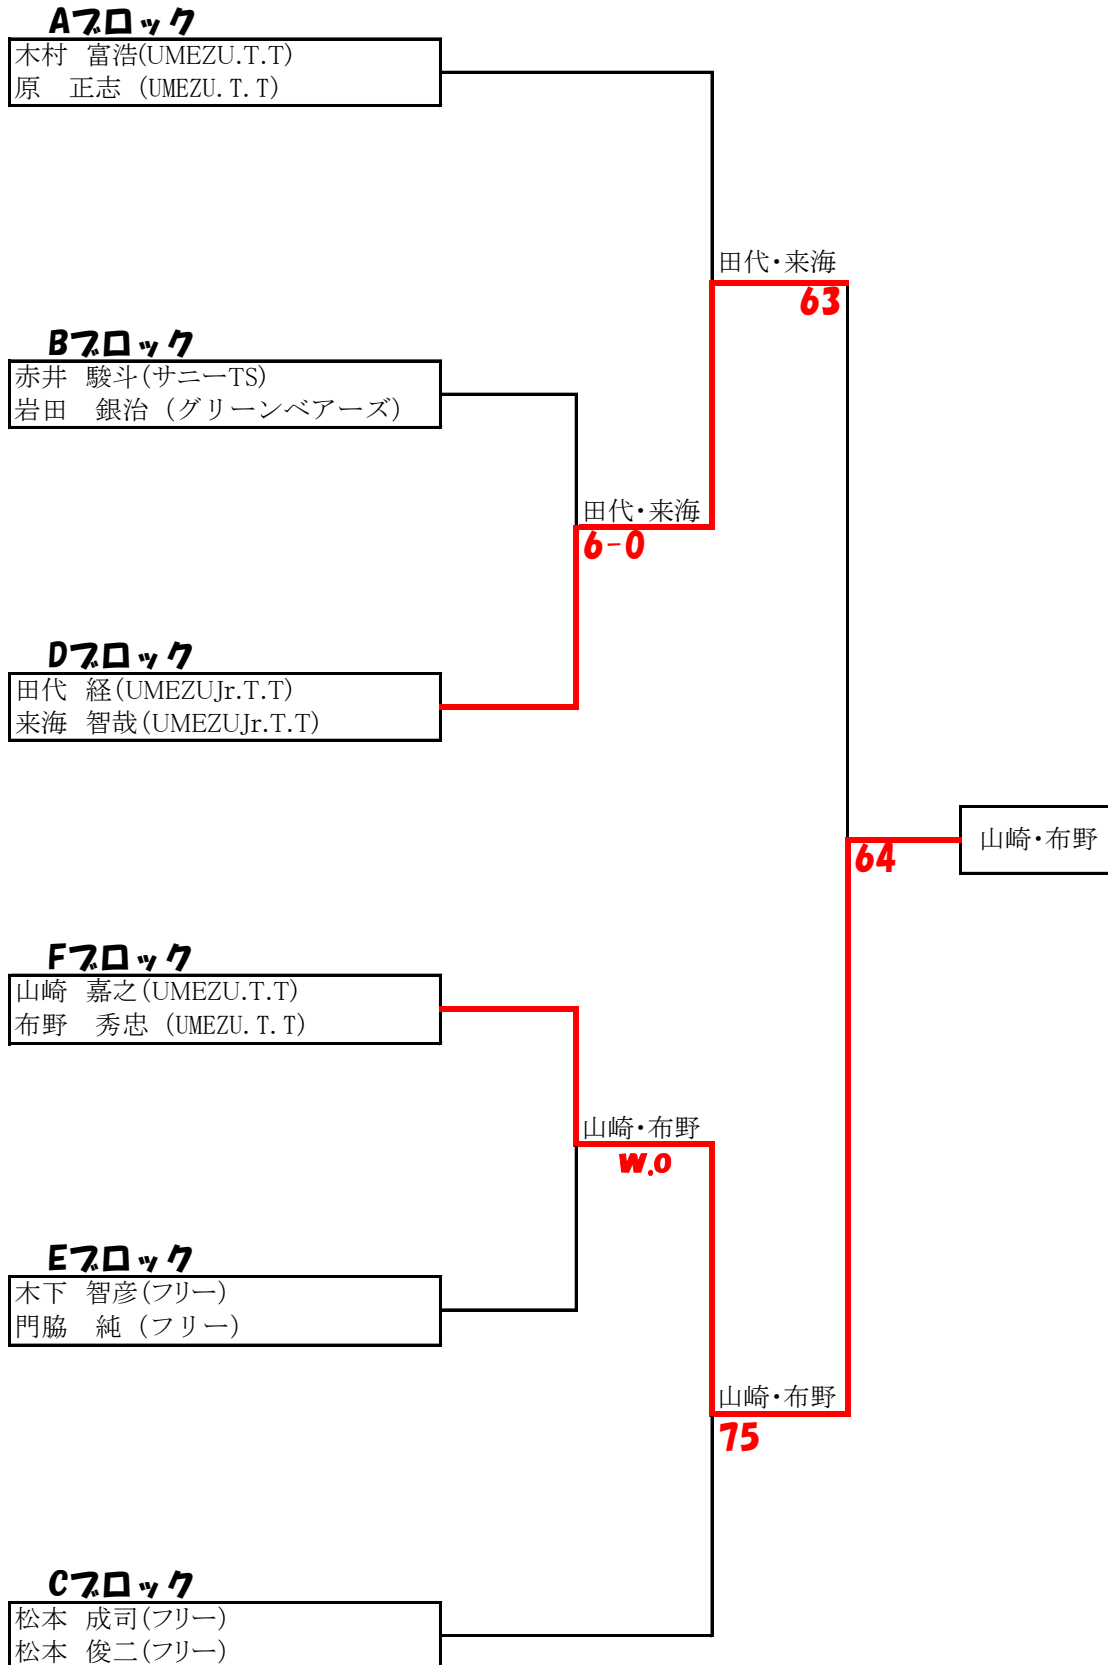 Aブロック
木村 富浩(UMEZU.T.T)
原 正志 (UMEZU.T.T)
田代・来海
63
Bブロック
赤井 駿斗(サニーTS)
岩田 銀治 (グリーンベアーズ)
田代・来海
6-0
Dブロック
田代 経(UMEZUJr.T.T)
来海 智哉(UMEZUJr.T.T)
山崎・布野
64
Fブロック
山崎 嘉之(UMEZU.T.T)
布野 秀忠 (UMEZU.T.T)
山崎・布野
W.O
Eブロック
木下 智彦(フリー)
門脇 純 (フリー)
山崎・布野
75
Cブロック
松本 成司(フリー)
松本 俊二(フリー)